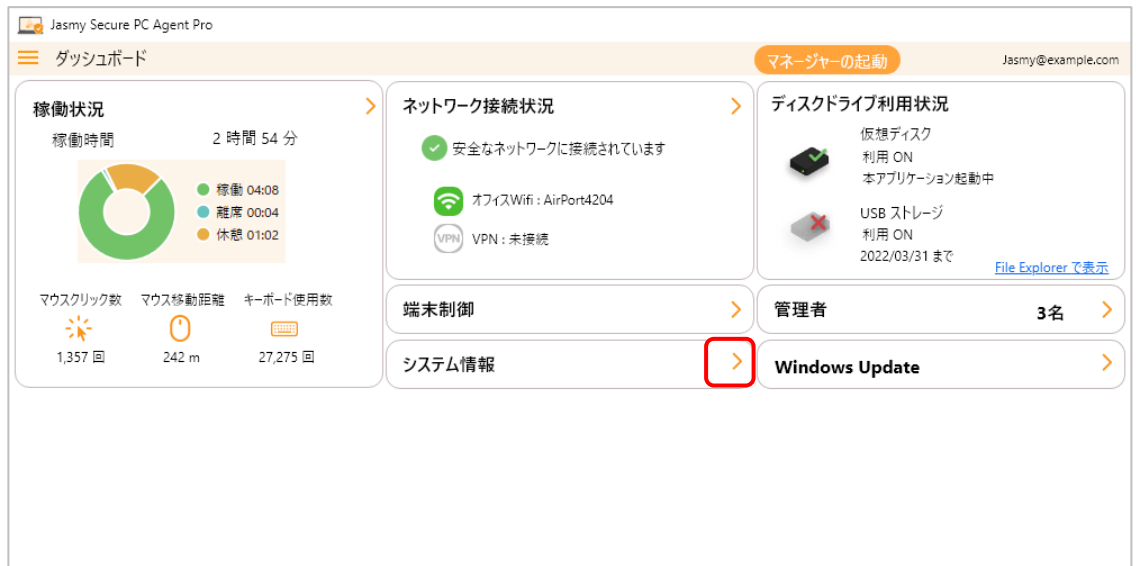 Jasmy Secure PC Agent Pro
ダッシュボード
マネージャーの起動
Jasmy@example.com
稼働状況
稼働時間 2 時間 54 分
稼働 04:08
離席 00:04
休憩 01:02
マウスクリック数 マウス移動距離 キーボード使用数
1,357 回 242 m 27,275 回
ネットワーク接続状況
安全なネットワークに接続されています
オフィスWifi : AirPort4204
VPN VPN : 未接続
端末制御
システム情報
ディスクドライブ利用状況
仮想ディスク
利用 ON
本アプリケーション起動中
USB ストレージ
利用 ON
2022/03/31 まで
File Explorer で表示
管理者 3名
Windows Update